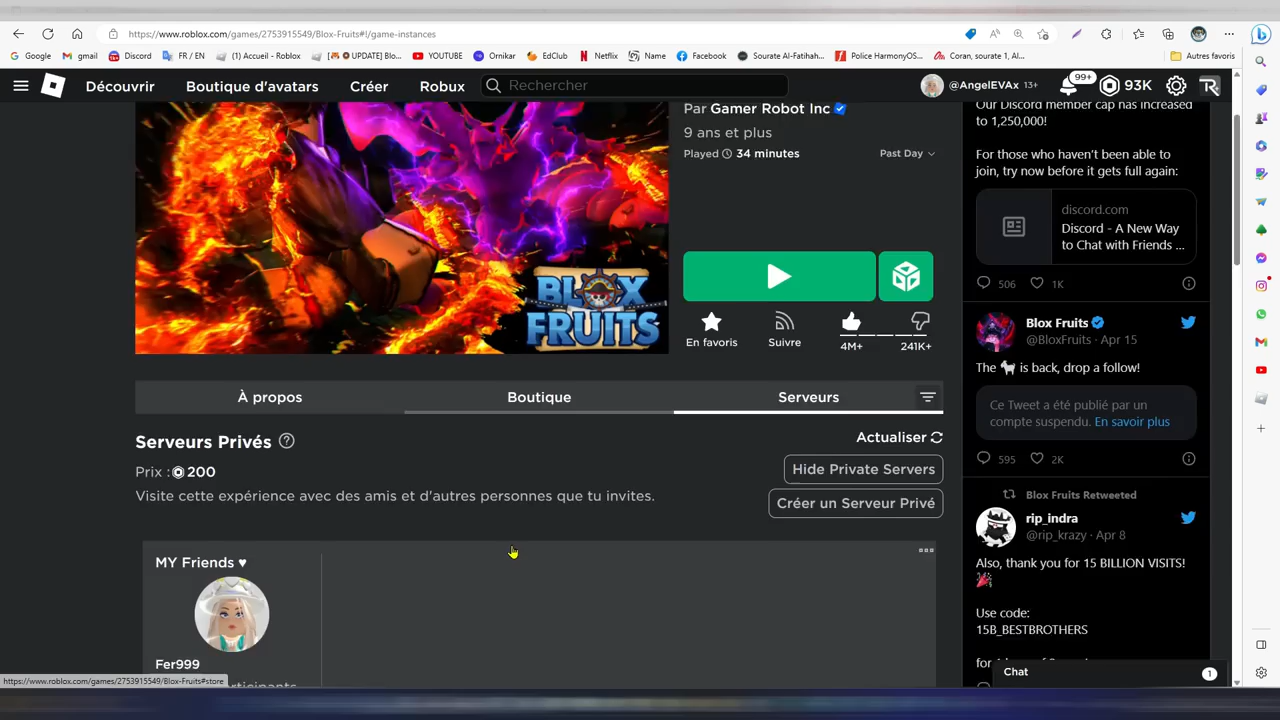 https://www.roblox.com/games/2753915549/Blox-Fruits#!/game-instances
Google
gmail
Discord
FR / EN
(1) Accueil - Roblox
[UPDATE] Blo...
YOUTUBE
Ornikar
EdClub
Netflix
Name
Facebook
Sourate Al-Fatihah...
Police HarmonyOS...
Coran, sourate 1, Al...
Autres favoris
Découvrir
Boutique d'avatars
Créer
Robux
Rechercher
@AngelEVAx 13+
99+
93K
Par Gamer Robot Inc
9 ans et plus
Played 34 minutes
Past Day
BLOX
FRUITS
En favoris
Suivre
4M+
241K+
À propos
Boutique
Serveurs
Serveurs Privés
Actualiser
Prix : 200
Hide Private Servers
Visite cette expérience avec des amis et d'autres personnes que tu invites.
Créer un Serveur Privé
MY Friends ♥
Fer999
https://www.roblox.com/games/2753915549/Blox-Fruits#store
Our Discord member cap has increased
to 1,250,000!
For those who haven't been able to
join, try now before it gets full again:
discord.com
Discord - A New Way
to Chat with Friends ...
506
1K
Blox Fruits
@BloxFruits · Apr 15
The 🐐 is back, drop a follow!
Ce Tweet a été publié par un
compte suspendu. En savoir plus
595
2K
Blox Fruits Retweeted
rip_indra
@rip_krazy · Apr 8
Also, thank you for 15 BILLION VISITS!
🎉
Use code:
15B_BESTBROTHERS
Chat
1